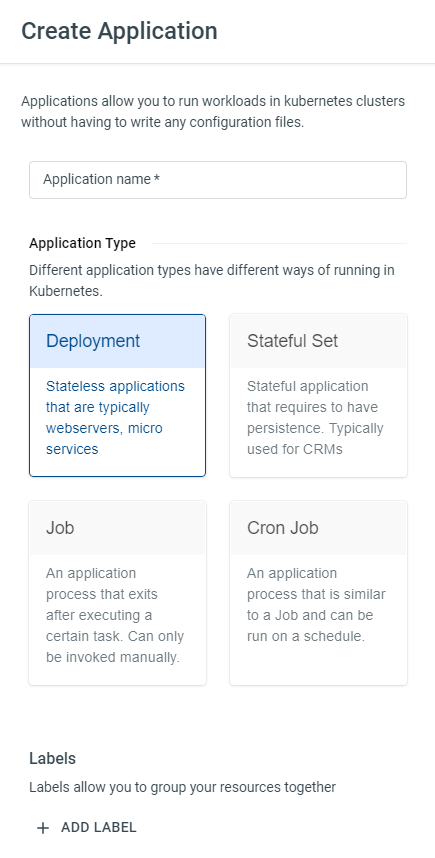 Create Application
Applications allow you to run workloads in kubernetes clusters
without having to write any configuration files.
Application name *
Application Type
Different application types have different ways of running in
Kubernetes.
Deployment
Stateless applications
that are typically
webservers, micro
services
Stateful Set
Stateful application
that requires to have
persistence. Typically
used for CRMs
Job
An application
process that exits
after executing a
certain task. Can only
be invoked manually.
Cron Job
An application
process that is similar
to a Job and can be
run on a schedule.
Labels
Labels allow you to group your resources together
+ ADD LABEL